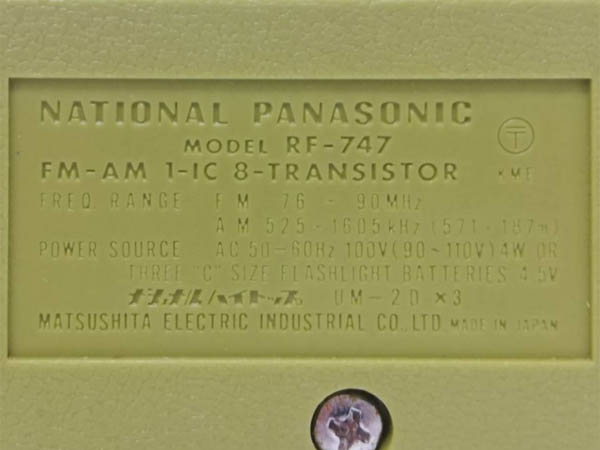 NATIONAL PANASONIC
MODEL RF-747
〒
FM-AM 1-IC 8-TRANSISTOR KME
FREQ. RANGE FM 76 - 90MHz
AM 525-1605kHz (571-187m)
POWER SOURCE AC 50-60Hz 100V(90-110V)4W OR
THREE "C" SIZE FLASHLIGHT BATTERIES 4.5V
ナショナルハイトップ UM-2D ×3
MATSUSHITA ELECTRIC INDUSTRIAL CO.,LTD. MADE IN JAPAN